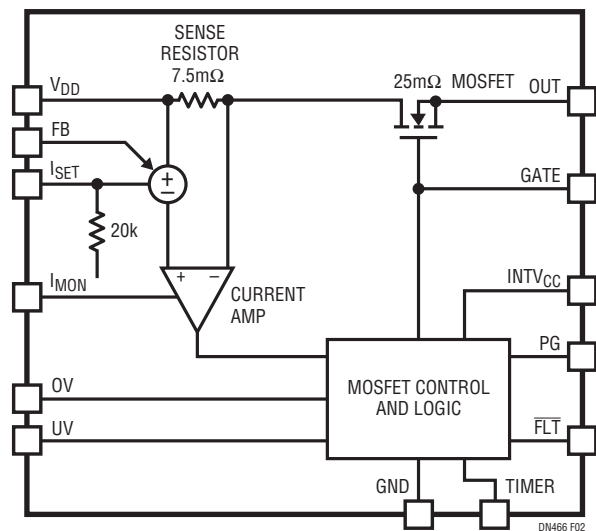 SENSE
RESISTOR
7.5mΩ
25mΩ MOSFET
VDD
OUT
FB
ISET
+
−
GATE
20k
IMON
+ −
CURRENT
AMP
INTVCC
PG
MOSFET CONTROL
AND LOGIC
OV
UV
FLT
GND
TIMER
DN466 F02